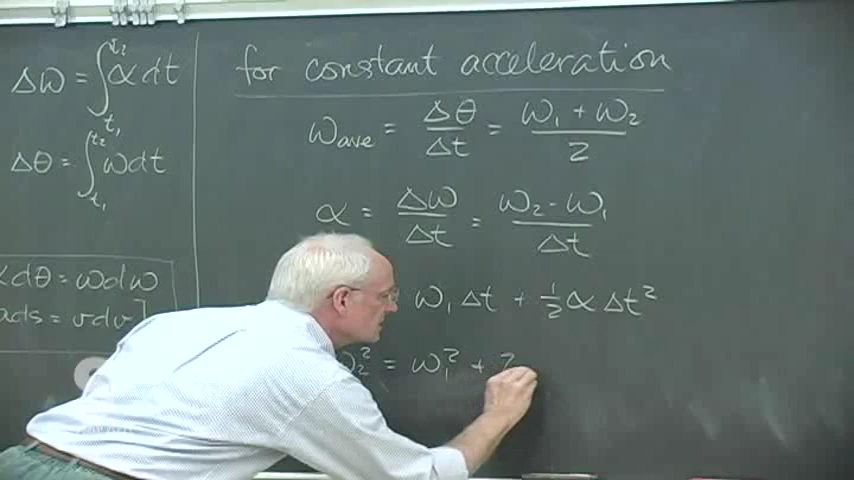 Δω = ∫_{t₁}^{t₂} α dt
Δθ = ∫_{t₁}^{t₂} ω dt
α dθ = ω dω
ads = v dv]
for constant acceleration
ω_ave = Δθ/Δt = (ω₁ + ω₂)/2
α = Δω/Δt = (ω₂ - ω₁)/Δt
ω₁ Δt + ½ α Δt²
ω₂² = ω₁² + 2